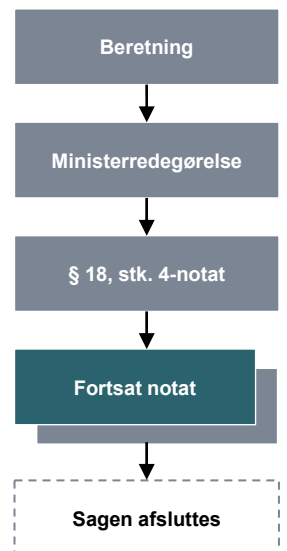 Beretning
Ministerredegørelse
§ 18, stk. 4-notat
Fortsat notat
Sagen afsluttes